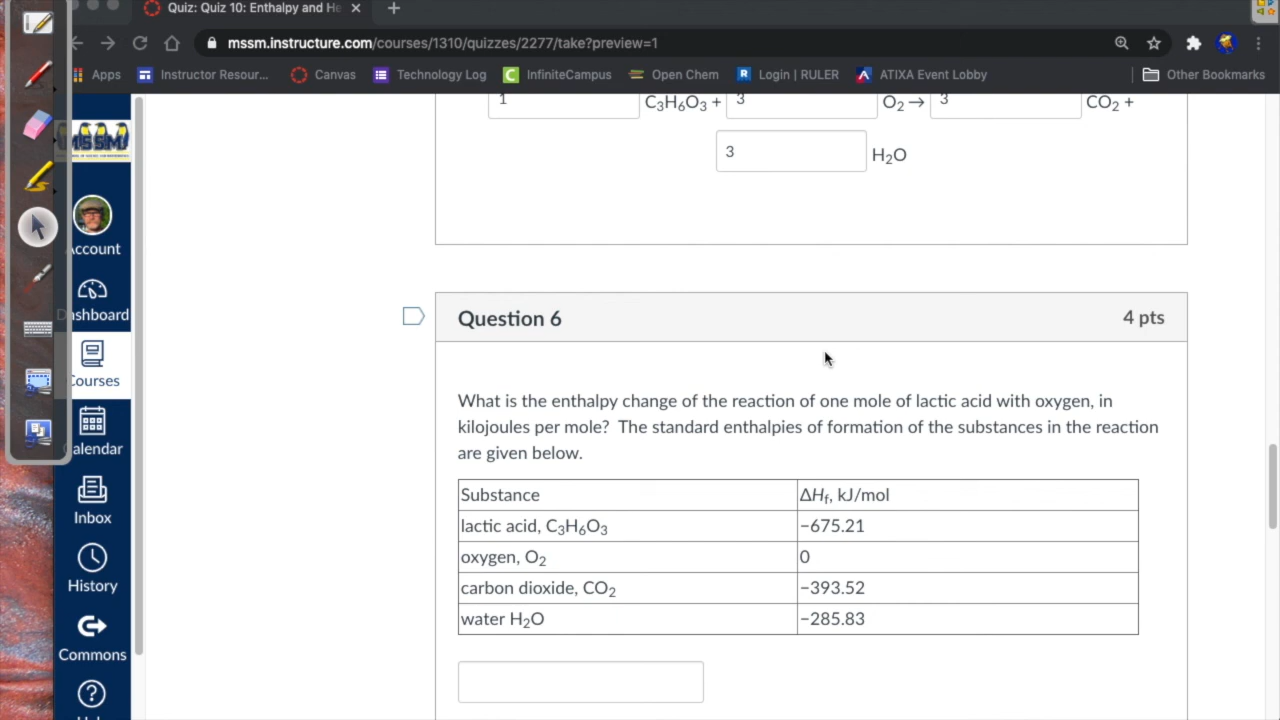 Quiz: Quiz 10: Enthalpy and He
mssm.instructure.com/courses/1310/quizzes/2277/take?preview=1
Apps Instructor Resour... Canvas Technology Log InfiniteCampus Open Chem Login | RULER ATIXA Event Lobby Other Bookmarks
1 C₃H₆O₃ + 3 O₂ → 3 CO₂ +
3 H₂O
MSSM
Account
Dashboard
Courses
Calendar
Inbox
History
Commons
Question 6 4 pts
What is the enthalpy change of the reaction of one mole of lactic acid with oxygen, in
kilojoules per mole? The standard enthalpies of formation of the substances in the reaction
are given below.
Substance ΔHf, kJ/mol
lactic acid, C₃H₆O₃ −675.21
oxygen, O₂ 0
carbon dioxide, CO₂ −393.52
water H₂O −285.83